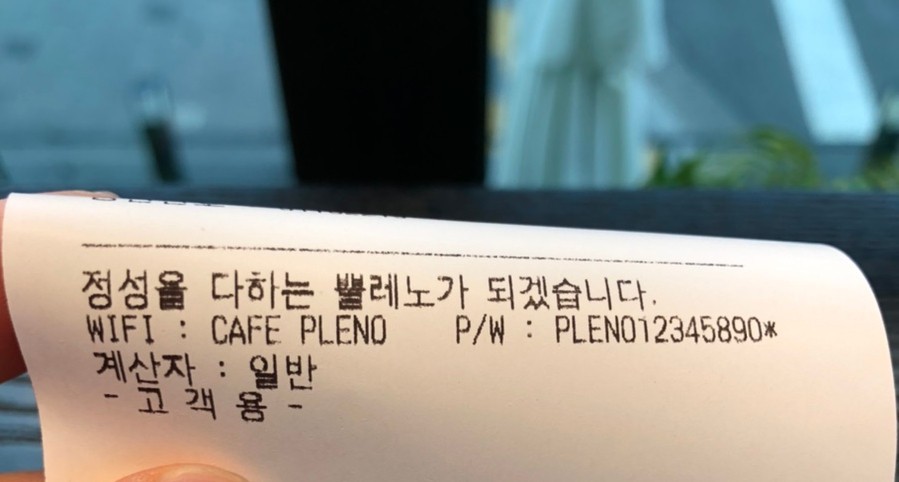 정성을 다하는 쁠레노가 되겠습니다.
WIFI : CAFE PLENO P/W : PLENO12345890*
계산자 : 일반
- 고 객 용 -